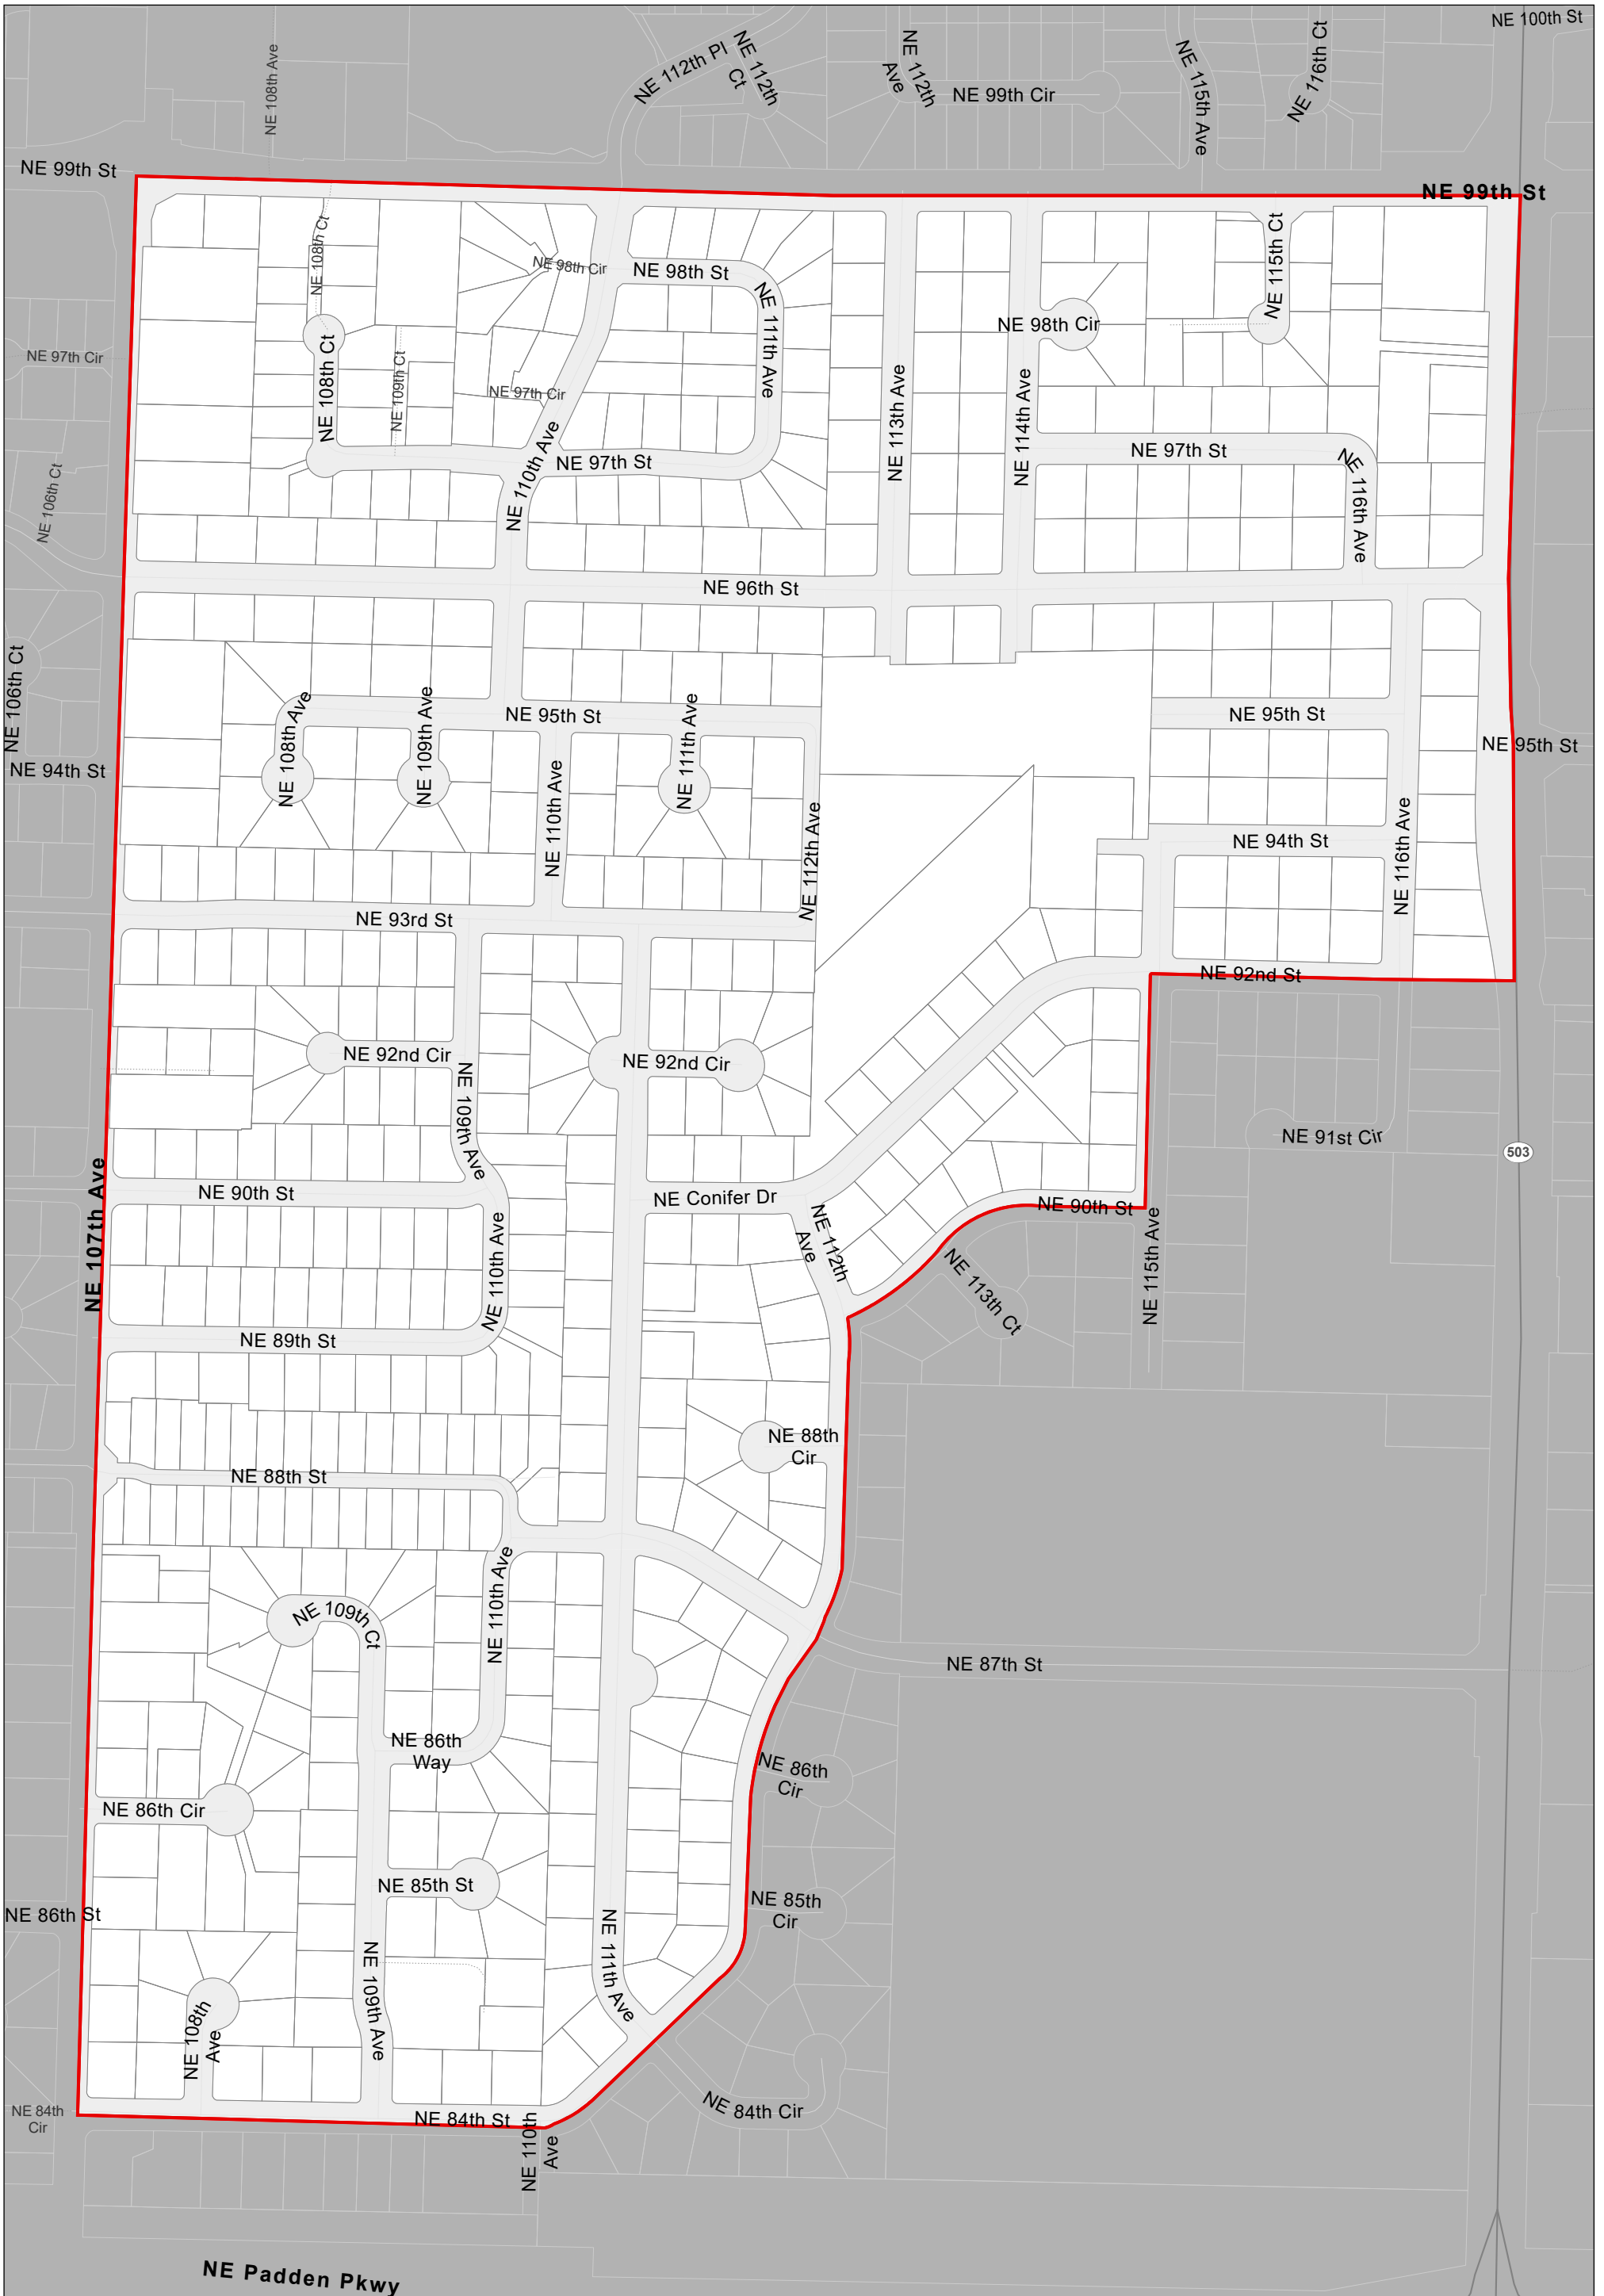 NE 100th St
NE 108th Ave
NE 112th Pl
NE 112th
Ct
NE 112th
Ave
NE 99th Cir
NE 115th Ave
NE 116th Ct
NE 99th St
NE 99th St
NE 108th Ct
NE 98th Cir
NE 98th St
NE 111th Ave
NE 115th Ct
NE 98th Cir
NE 97th Cir
NE 108th Ct
NE 109th Ct
NE 97th Cir
NE 113th Ave
NE 114th Ave
NE 110th Ave
NE 97th St
NE 97th St
NE 116th Ave
NE 106th Ct
NE 96th St
NE 106th Ct
NE 108th Ave
NE 109th Ave
NE 95th St
NE 111th Ave
NE 95th St
NE 95th St
NE 94th St
NE 110th Ave
NE 112th Ave
NE 94th St
NE 116th Ave
NE 93rd St
NE 92nd St
NE 92nd Cir
NE 92nd Cir
NE 109th Ave
NE 91st Cir
503
NE 107th Ave
NE 90th St
NE Conifer Dr
NE 90th St
NE 110th Ave
NE 112th
Ave
NE 113th Ct
NE 115th Ave
NE 89th St
NE 88th
Cir
NE 88th St
NE 110th Ave
NE 109th Ct
NE 87th St
NE 86th
Way
NE 86th
Cir
NE 86th Cir
NE 85th St
NE 85th
Cir
NE 86th St
NE 111th Ave
NE 109th Ave
NE 108th
Ave
NE 84th Cir
NE 84th
Cir
NE 84th St
NE 110th
Ave
NE Padden Pkwy